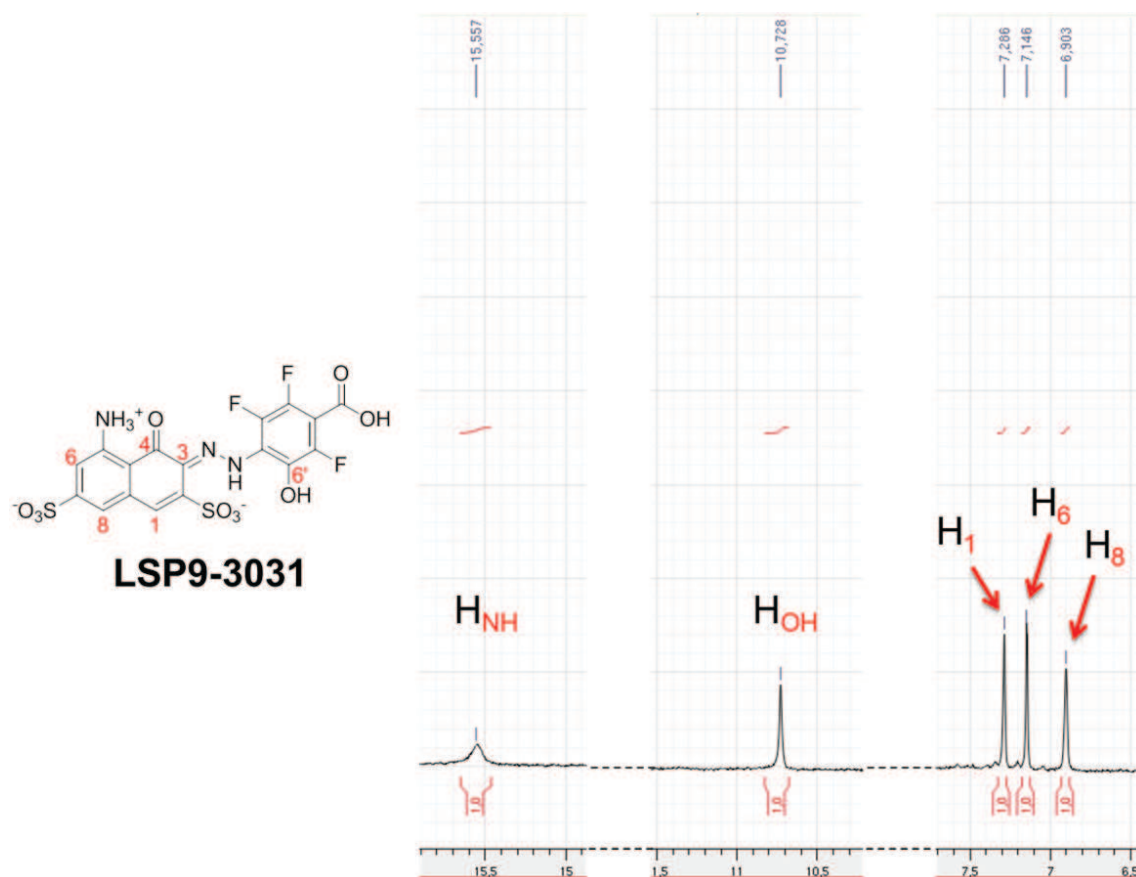 15,557
10,728
7,286
7,146
6,903
F
O
F
OH
NH3+
O
4
3
N
N
H
F
6
6'
OH
-O3S
8
1
SO3-
LSP9-3031
HNH
HOH
H1
H6
H8
1,0
1,0
1,0
1,0
1,0
15,5
15
1,5
11
10,5
7,5
7
6,5